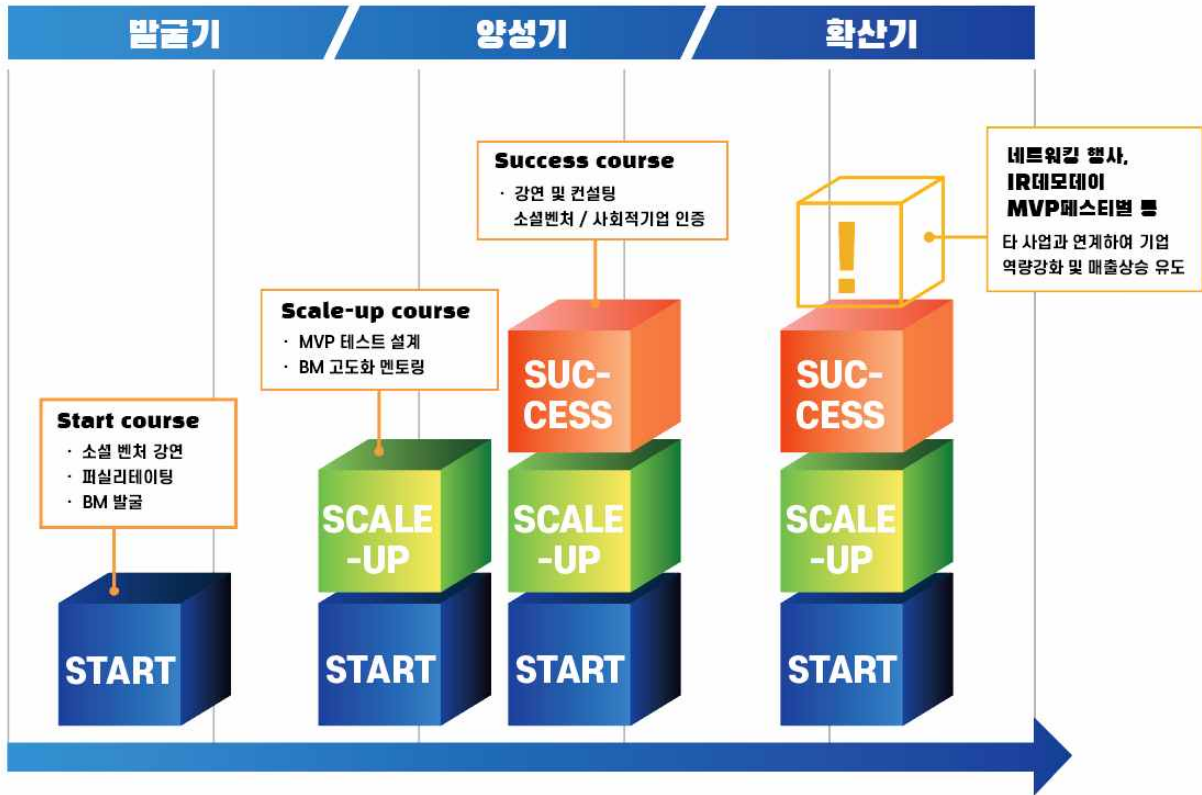 발굴기
양성기
확산기
Success course
· 강연 및 컨설팅
소셜벤처 / 사회적기업 인증
네트워킹 행사,
IR데모데이
MVP페스티벌 등
타 사업과 연계하여 기업
역량강화 및 매출상승 유도
!
Scale-up course
· MVP 테스트 설계
· BM 고도화 멘토링
Start course
· 소셜 벤처 강연
· 퍼실리테이팅
· BM 발굴
START
SCALE
-UP
START
SUC-
CESS
SCALE
-UP
START
SUC-
CESS
SCALE
-UP
START